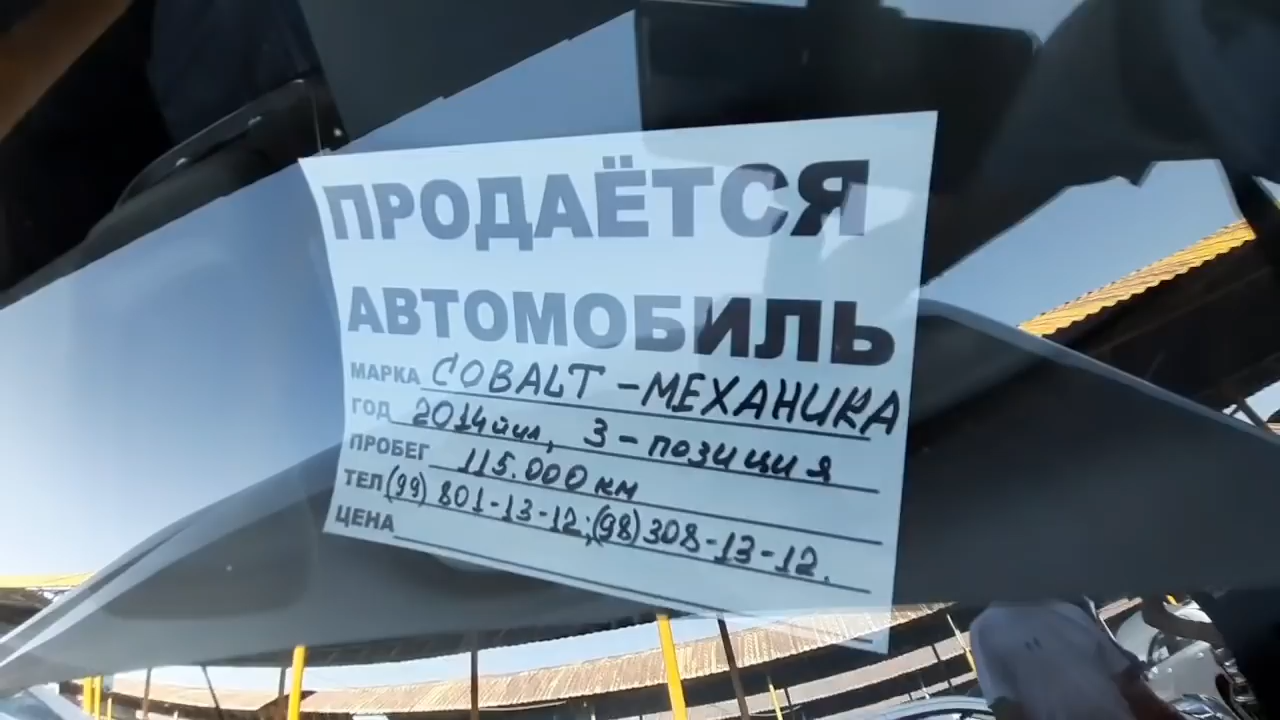 ПРОДАЁТСЯ
АВТОМОБИЛЬ
МАРКА COBALT - МЕХАНИКА
ГОД 2014 йил, 3 - позиция
ПРОБЕГ 115.000 км
ТЕЛ (99) 801-13-12; (98) 308-13-12.
ЦЕНА